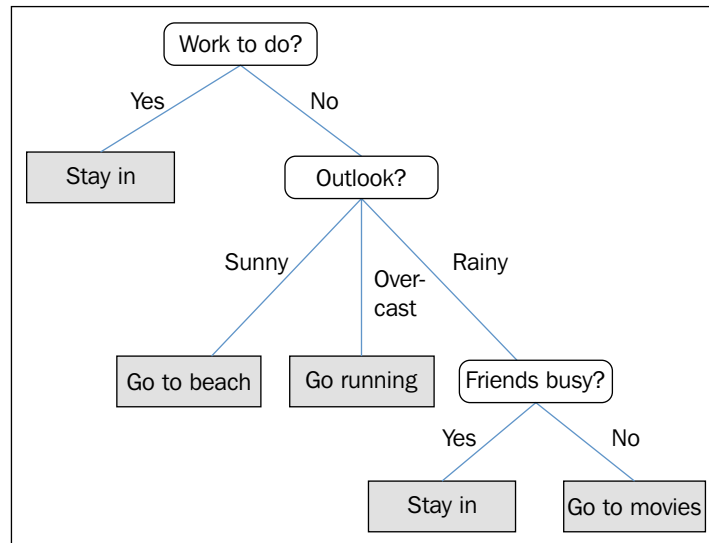 Work to do?
Yes
No
Stay in
Outlook?
Sunny
Over-
cast
Rainy
Go to beach
Go running
Friends busy?
Yes
No
Stay in
Go to movies